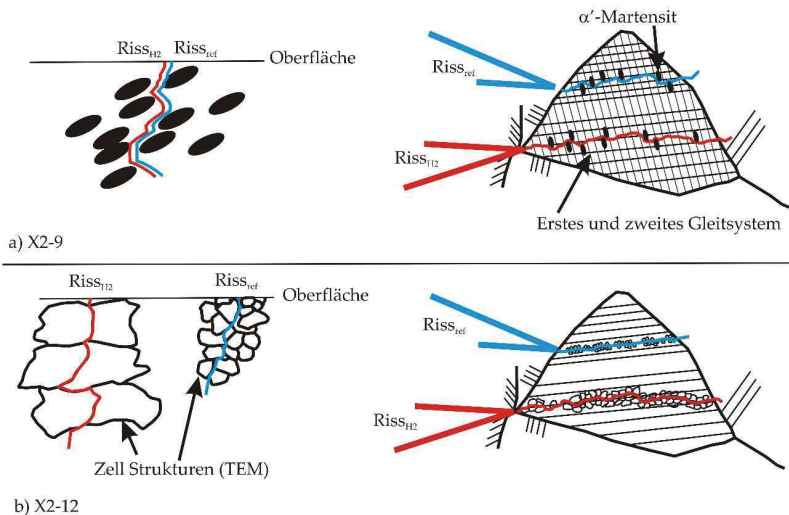 Riss_H2 Riss_ref
Oberfläche
α′-Martensit
Riss_ref
Riss_H2
Erstes und zweites Gleitsystem
a) X2-9
Riss_H2
Riss_ref
Oberfläche
Riss_ref
Riss_H2
Zell Strukturen (TEM)
b) X2-12